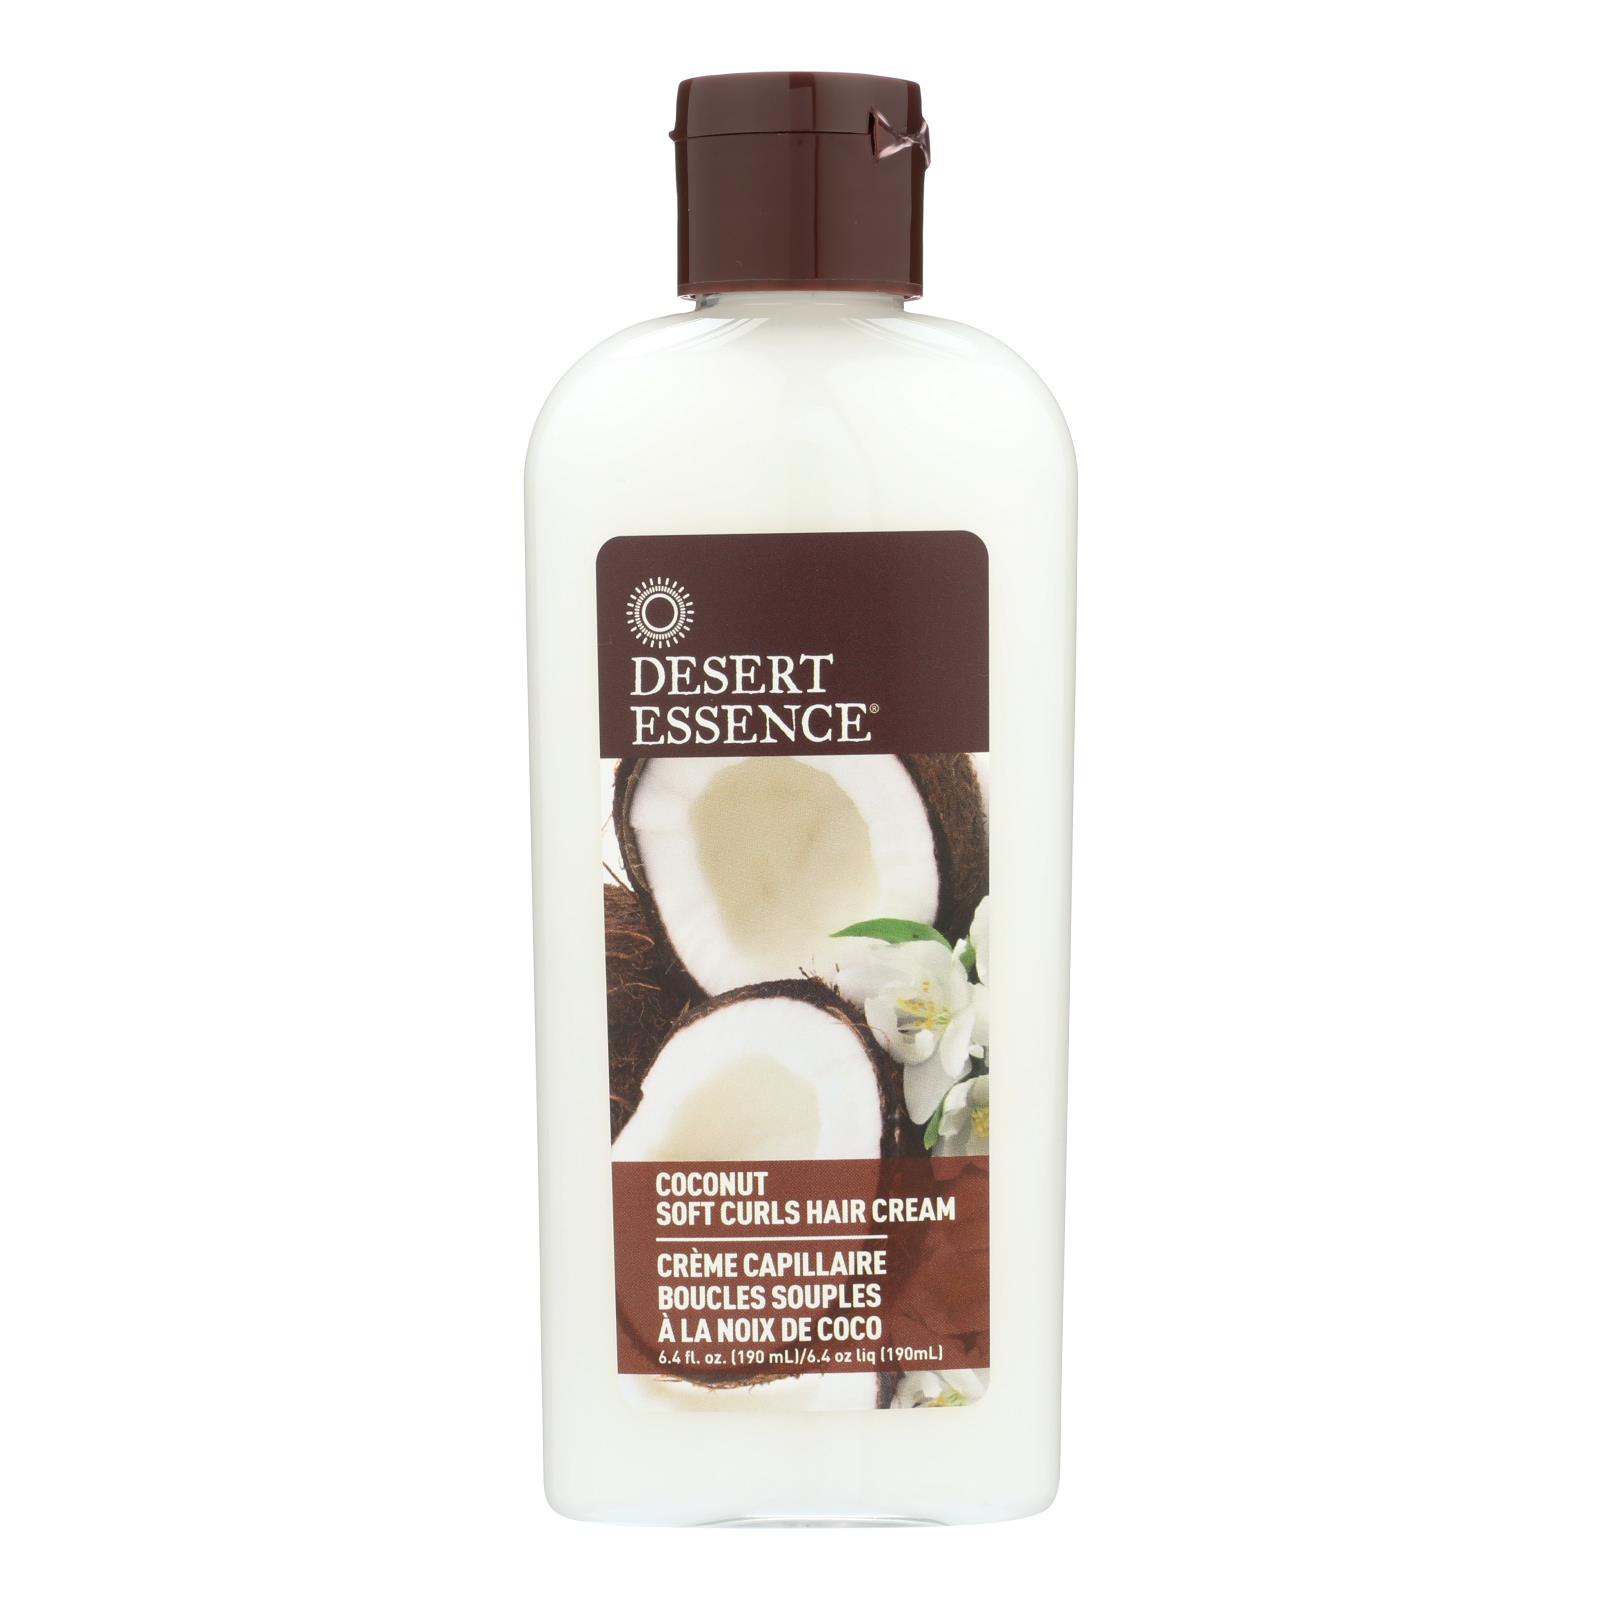 DESERT
ESSENCE®
COCONUT
SOFT CURLS HAIR CREAM
CRÈME CAPILLAIRE
BOUCLES SOUPLES
À LA NOIX DE COCO
6.4 fl. oz. (190 mL)/6.4 oz liq (190mL)